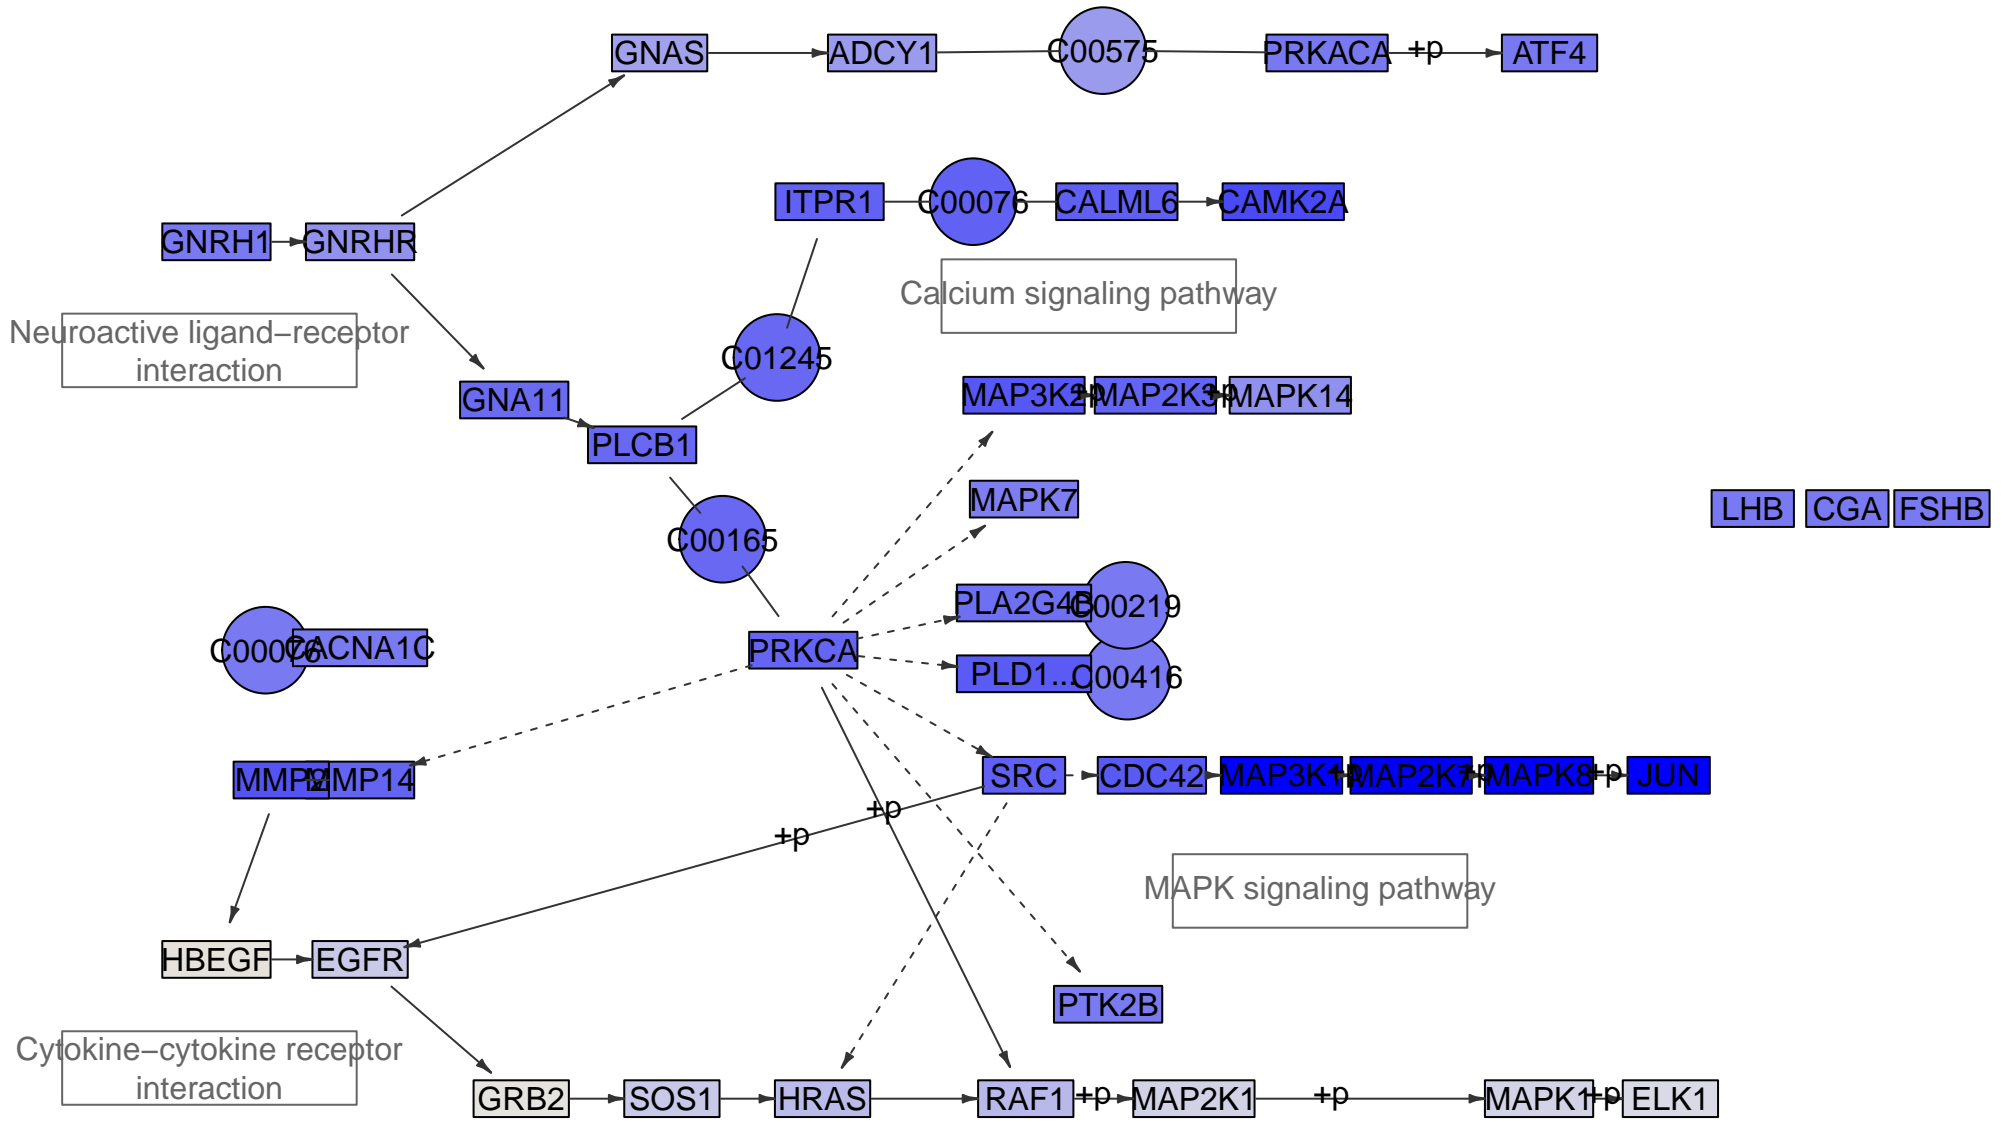 GNAS
ADCY1
C00575
PRKACA
+p
ATF4
ITPR1
C00076
CALML6
CAMK2A
GNRH1
GNRHR
Calcium signaling pathway
Neuroactive ligand−receptor
interaction
C01245
GNA11
MAP3K2
+p
MAP2K3
+p
MAPK14
PLCB1
MAPK7
LHB
CGA
FSHB
C00165
PLA2G4B
C00219
C00076
CACNA1C
PRKCA
PLD1...
C00416
MMP2
MMP14
SRC
CDC42
MAP3K1
+p
MAP2K7
+p
MAPK8
+p
JUN
+p
+p
MAPK signaling pathway
HBEGF
EGFR
PTK2B
Cytokine−cytokine receptor
interaction
GRB2
SOS1
HRAS
RAF1
+p
MAP2K1
+p
MAPK1
+p
ELK1